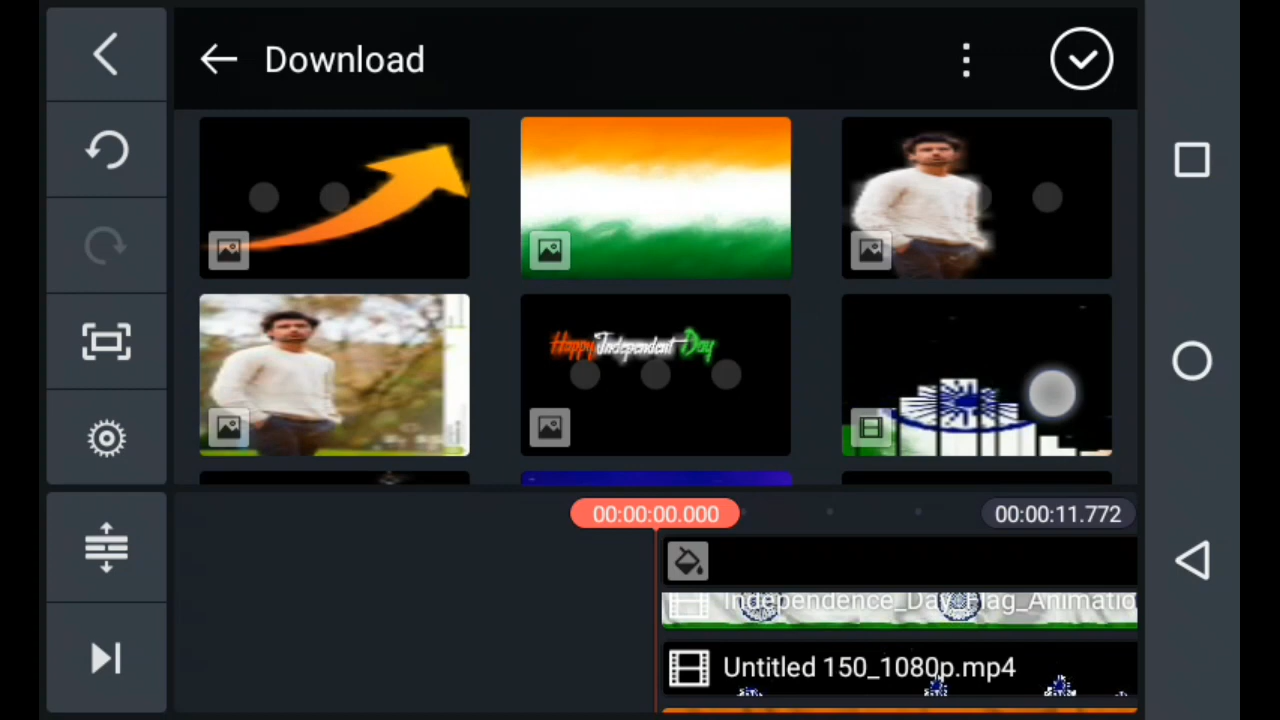 Download
Happy Independent Day
00:00:00.000
00:00:11.772
Independence_Day_Flag_Animatio
Untitled 150_1080p.mp4